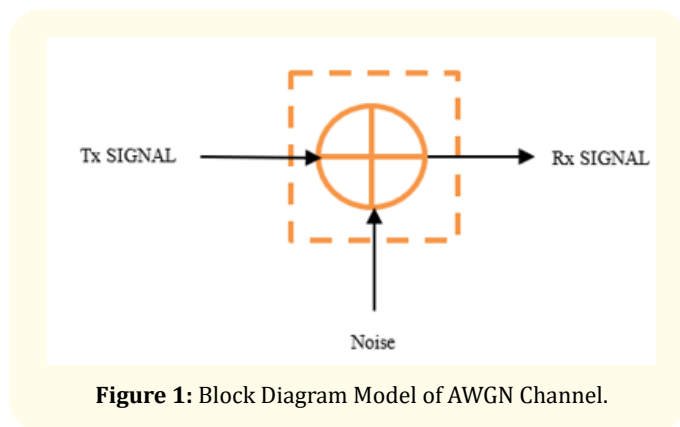 Tx SIGNAL
Rx SIGNAL
Noise
Figure 1: Block Diagram Model of AWGN Channel.